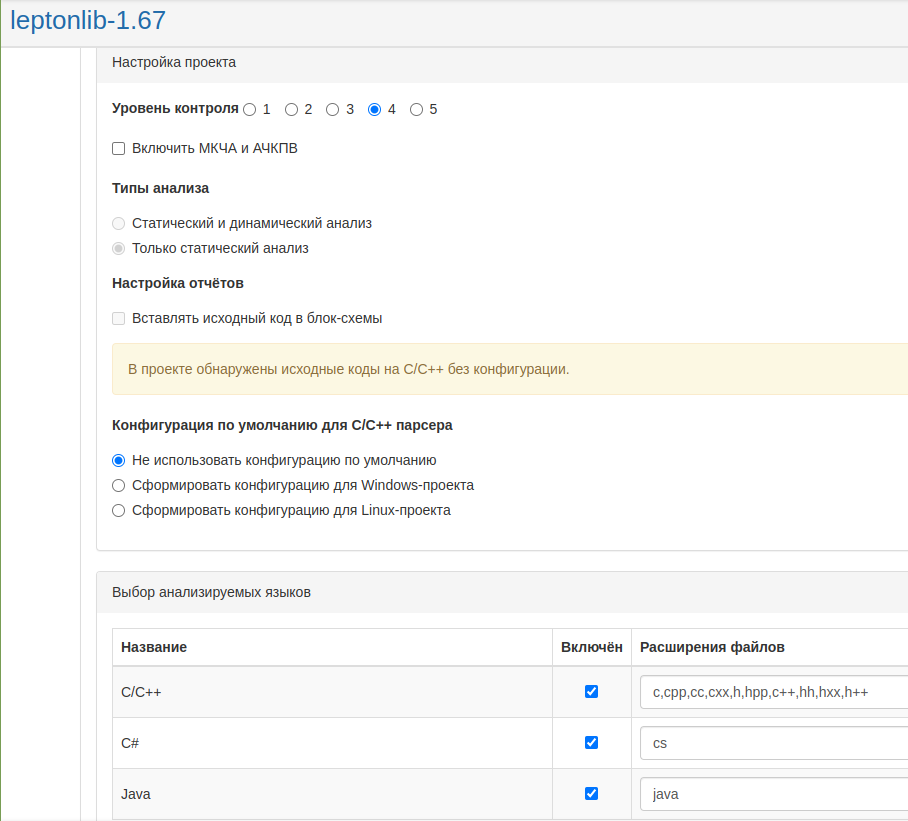 leptonlib-1.67
Настройка проекта
Уровень контроля 1 2 3 4 5
Включить МКЧА и АЧКПВ
Типы анализа
Статический и динамический анализ
Только статический анализ
Настройка отчётов
Вставлять исходный код в блок-схемы
В проекте обнаружены исходные коды на C/C++ без конфигурации.
Конфигурация по умолчанию для C/C++ парсера
Не использовать конфигурацию по умолчанию
Сформировать конфигурацию для Windows-проекта
Сформировать конфигурацию для Linux-проекта
Выбор анализируемых языков
Название Включён Расширения файлов
C/C++ c,cpp,cc,cxx,h,hpp,c++,hh,hxx,h++
C# cs
Java java